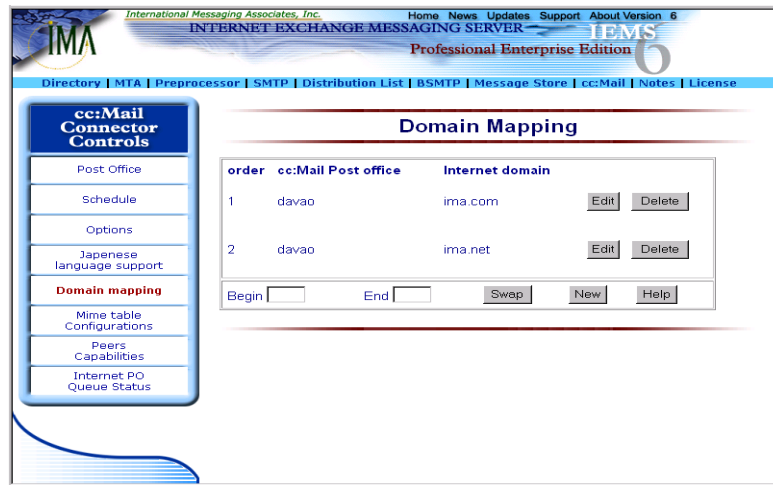 International Messaging Associates, Inc.
Home News Updates Support About Version 6
IMA
INTERNET EXCHANGE MESSAGING SERVER
IEMS
Professional Enterprise Edition
6
Directory | MTA | Preprocessor | SMTP | Distribution List | BSMTP | Message Store | cc:Mail | Notes | License
cc:Mail
Connector
Controls
Post Office
Schedule
Options
Japenese
language support
Domain mapping
Mime table
Configurations
Peers
Capabilities
Internet PO
Queue Status
Domain Mapping
order cc:Mail Post office Internet domain
1 davao ima.com Edit Delete
2 davao ima.net Edit Delete
Begin End Swap New Help